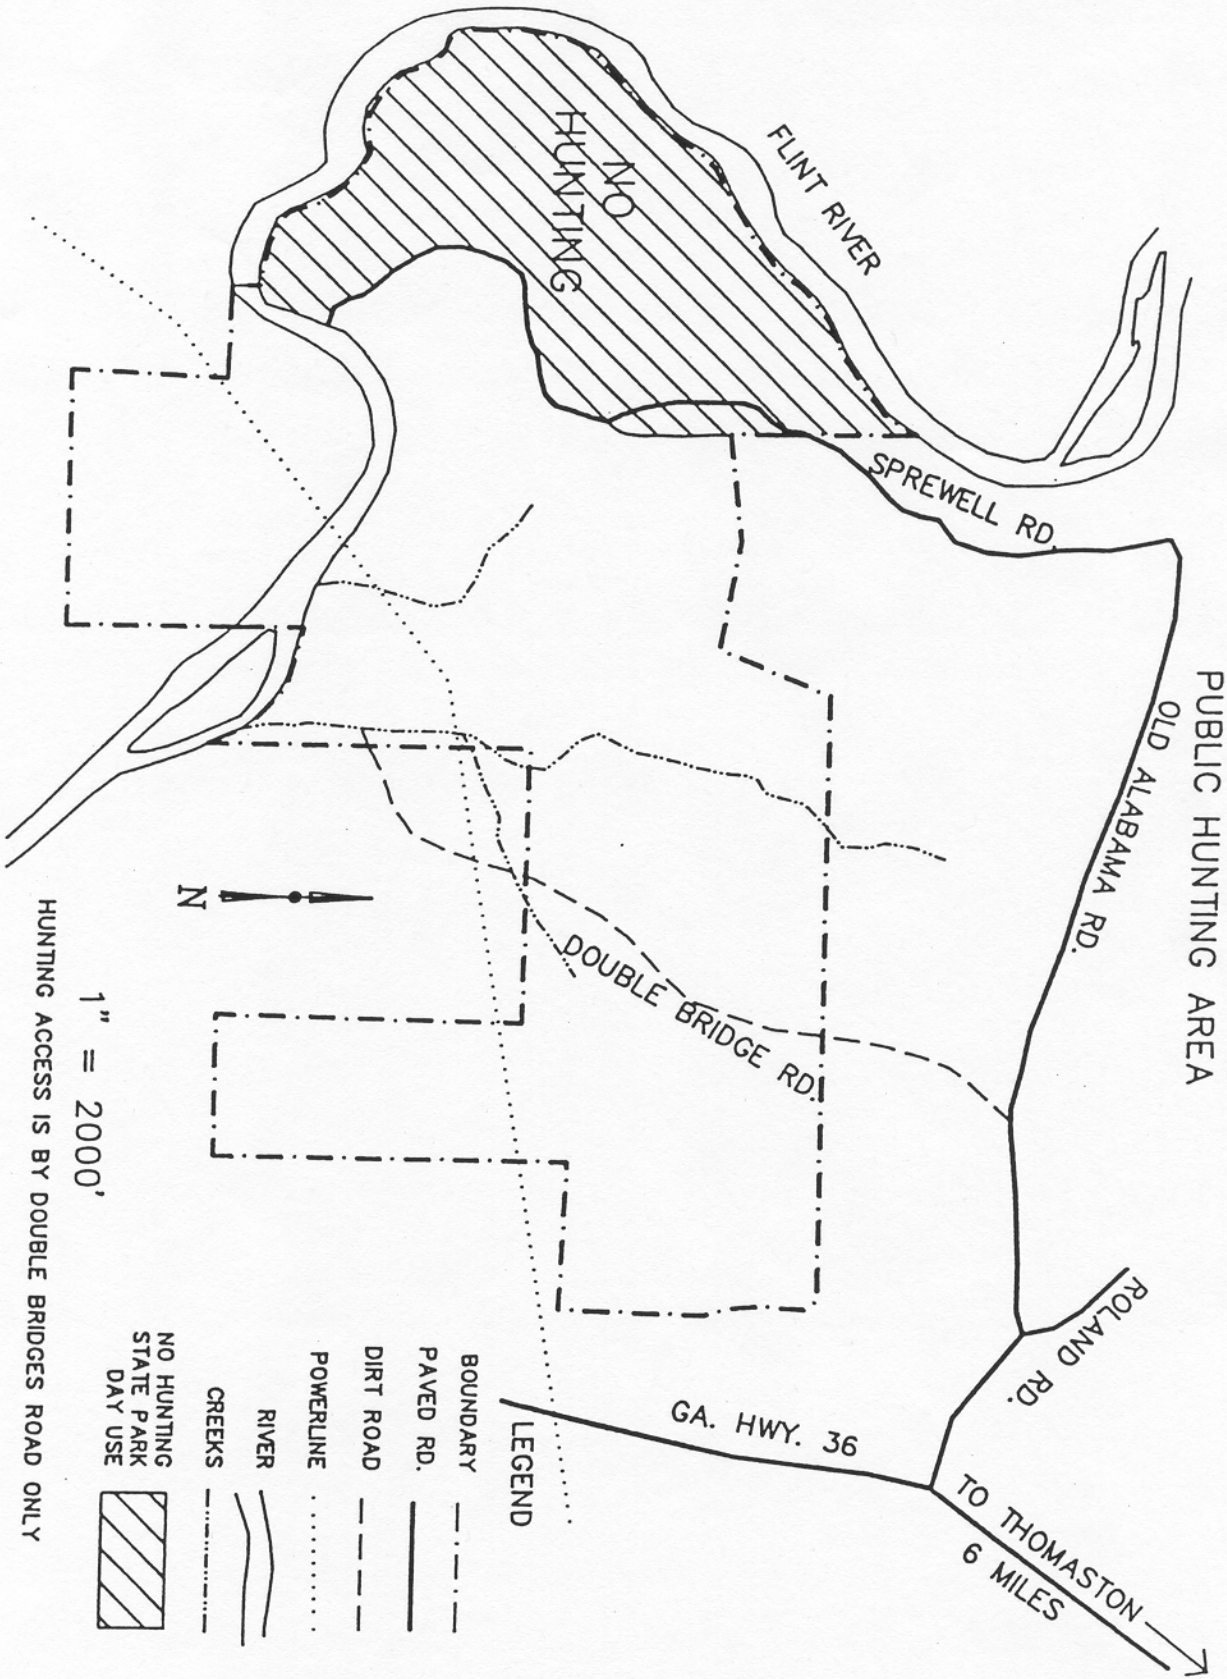 PUBLIC HUNTING AREA
FLINT RIVER
NO
HUNTING
SPREWELL RD.
OLD ALABAMA RD.
DOUBLE BRIDGE RD.
ROLAND RD.
GA. HWY. 36
TO THOMASTON
6 MILES
N
1" = 2000'
HUNTING ACCESS IS BY DOUBLE BRIDGES ROAD ONLY
LEGEND
BOUNDARY
PAVED RD.
DIRT ROAD
POWERLINE
RIVER
CREEKS
NO HUNTING
STATE PARK
DAY USE